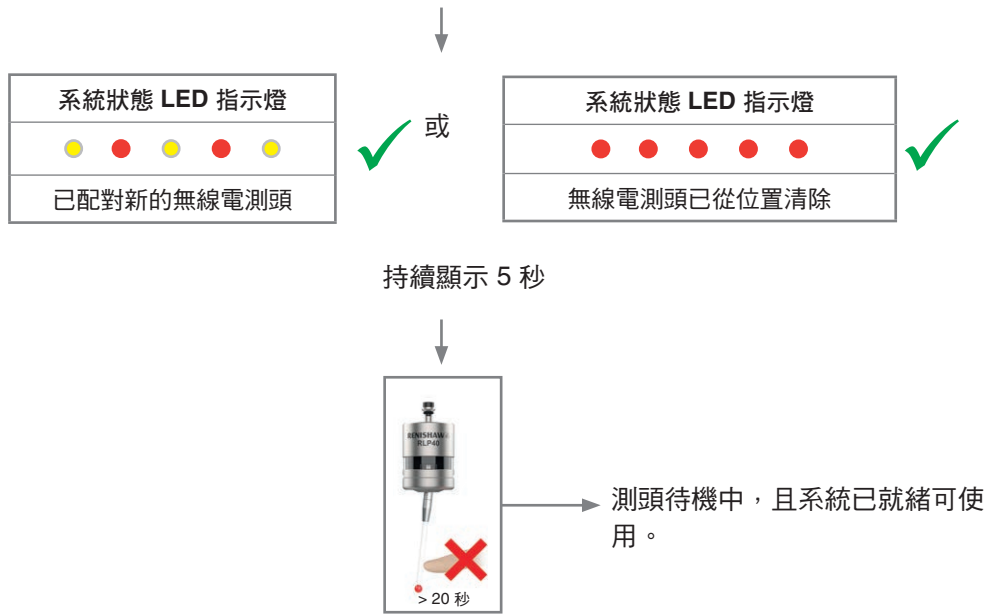 系統狀態 LED 指示燈
已配對新的無線電測頭
或
系統狀態 LED 指示燈
無線電測頭已從位置清除
持續顯示 5 秒
RENISHAW
RLP40
> 20 秒
測頭待機中，且系統已就緒可使
用。